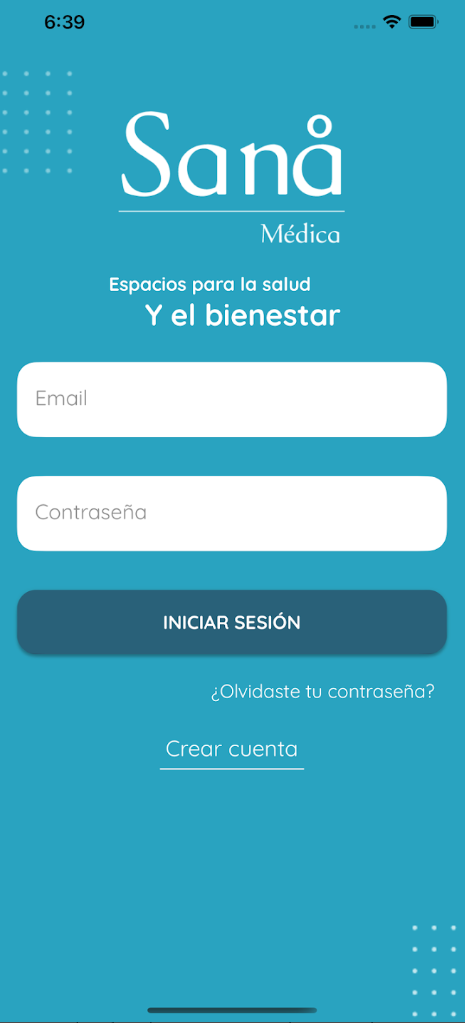 6:39
Sanå
Médica
Espacios para la salud
Y el bienestar
Email
Contraseña
INICIAR SESIÓN
¿Olvidaste tu contraseña?
Crear cuenta